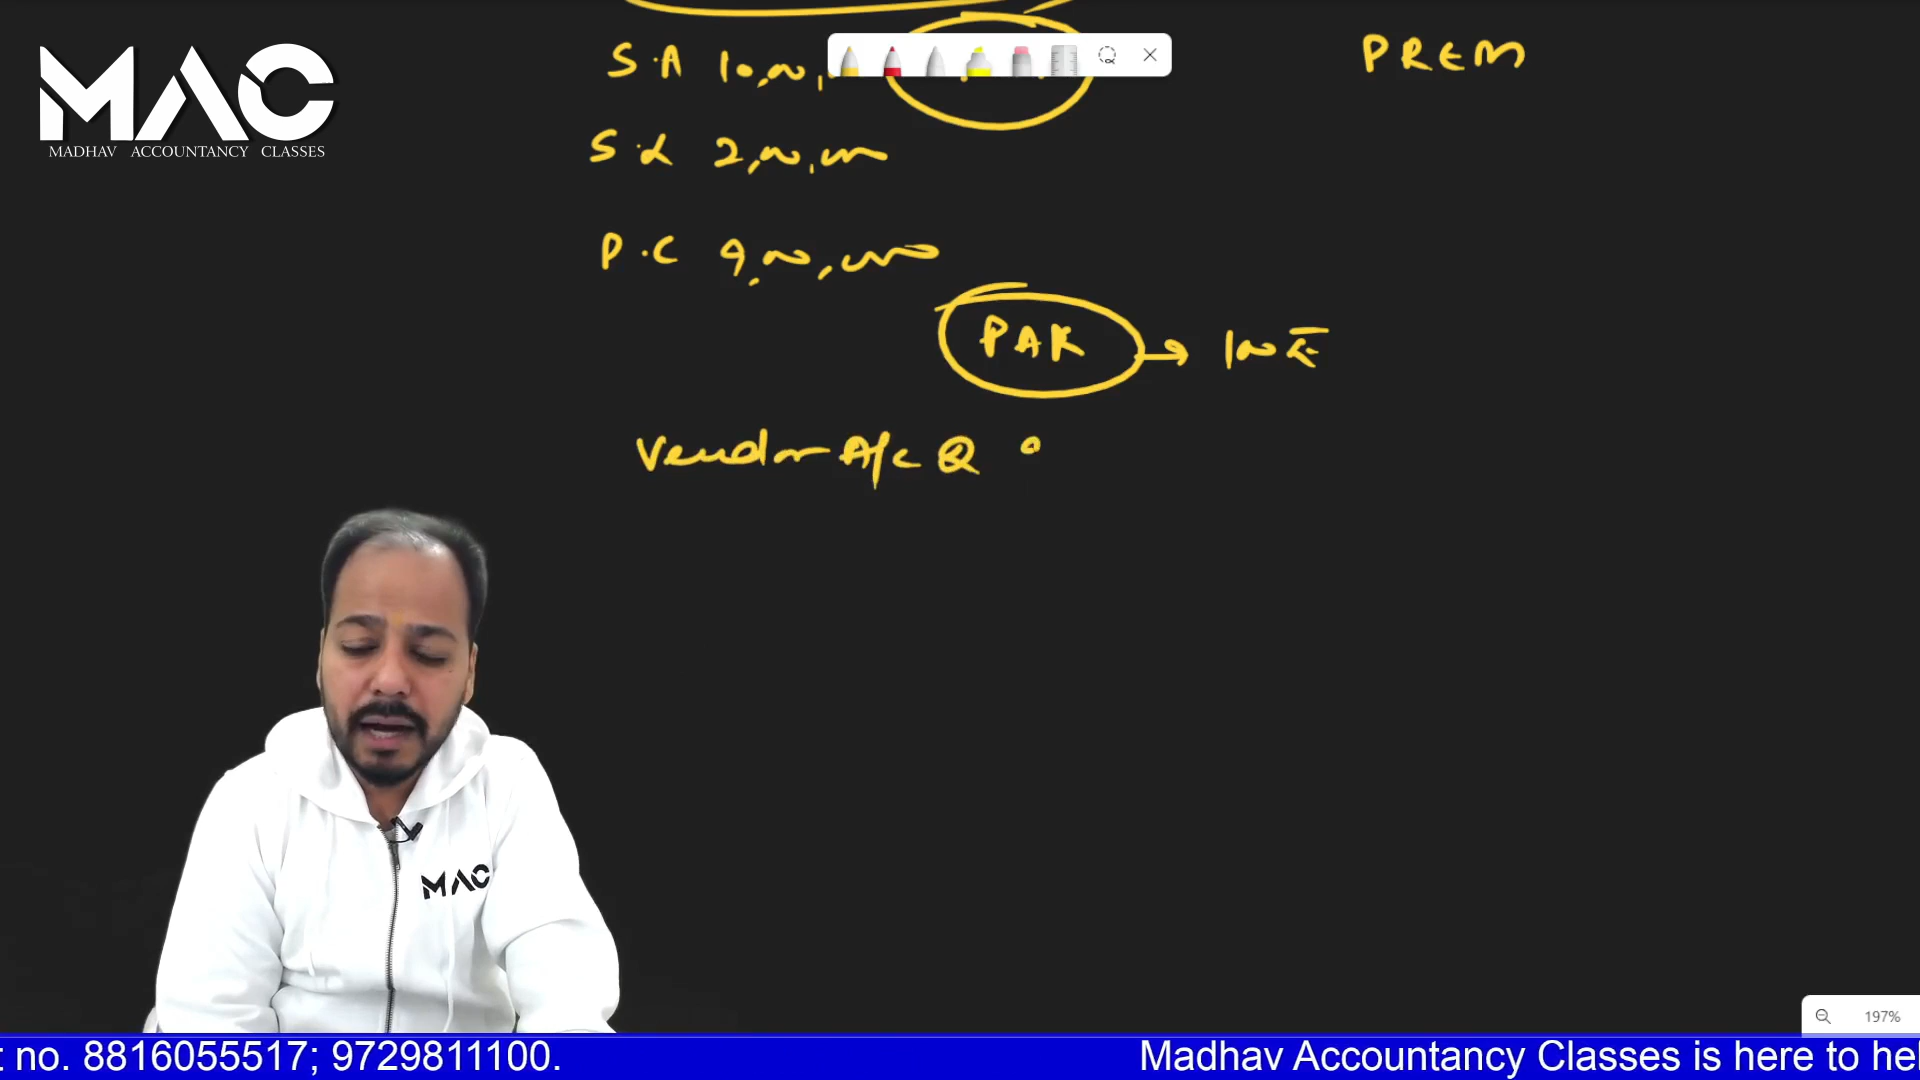 MAC
MADHAV ACCOUNTANCY CLASSES
S.A 10,00,
PREM
S.L 2,00,000
P.C 9,00,000
PAK → 100
Vendor A/c
MAC
197%
no. 8816055517; 9729811100.
Madhav Accountancy Classes is here to hel